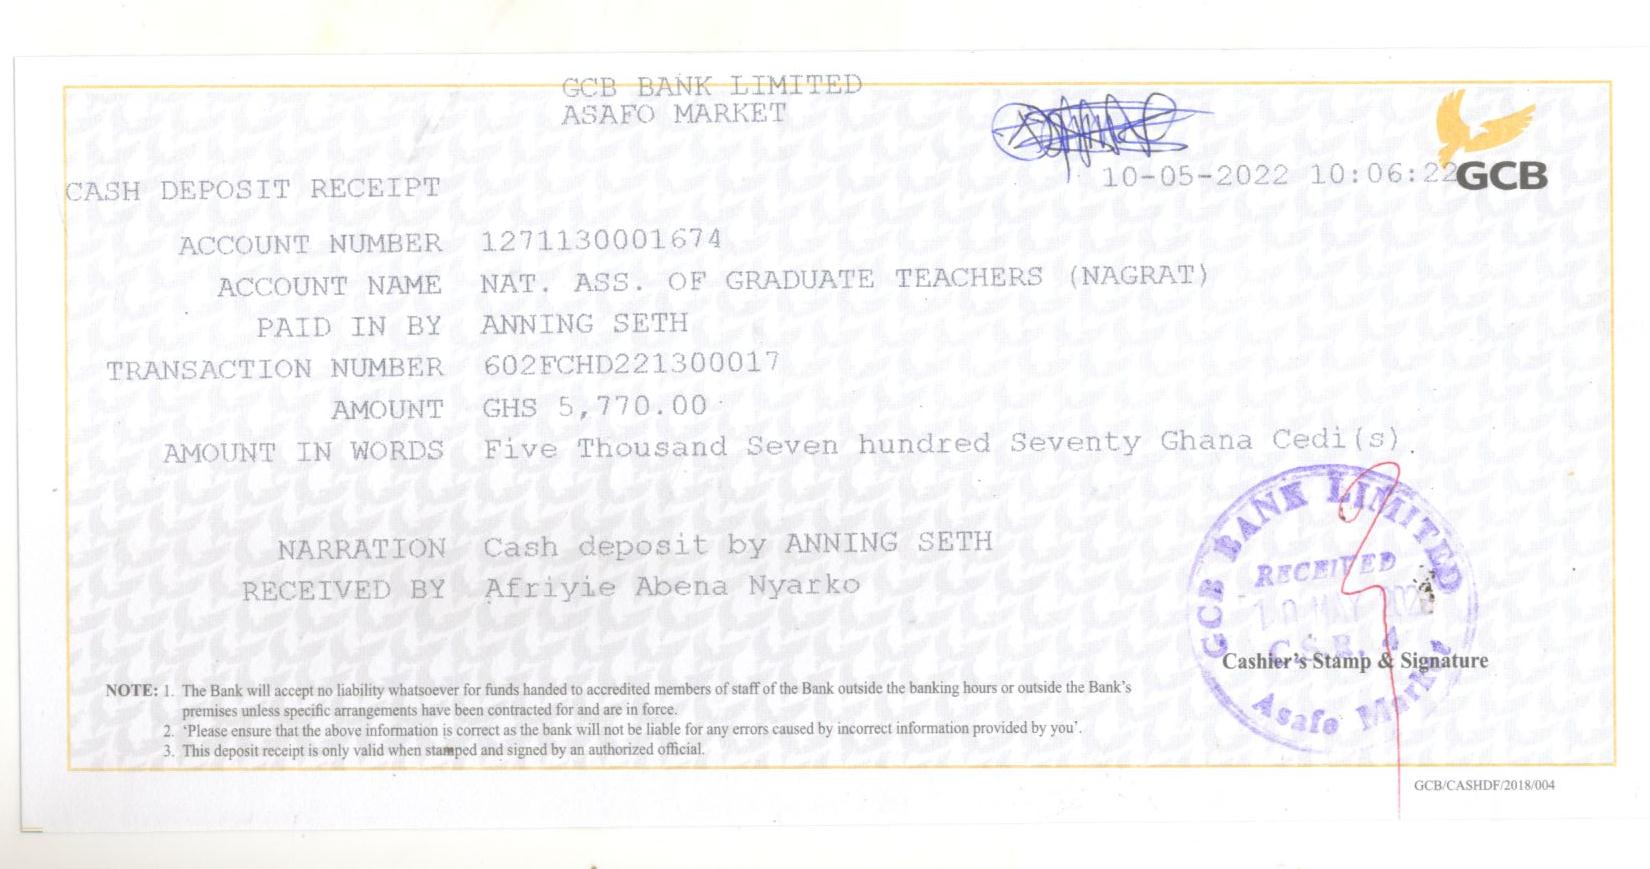 GCB BANK LIMITED
ASAFO MARKET
10-05-2022 10:06:22
GCB
CASH DEPOSIT RECEIPT
ACCOUNT NUMBER 1271130001674
ACCOUNT NAME NAT. ASS. OF GRADUATE TEACHERS (NAGRAT)
PAID IN BY ANNING SETH
TRANSACTION NUMBER 602FCHD221300017
AMOUNT GHS 5,770.00
AMOUNT IN WORDS Five Thousand Seven hundred Seventy Ghana Cedi(s)
NARRATION Cash deposit by ANNING SETH
RECEIVED BY Afriyie Abena Nyarko
GCB BANK LIMITED
RECEIVED
10 MAY
C.S.R. 4
Asafo Market
Cashier's Stamp & Signature
NOTE: 1. The Bank will accept no liability whatsoever for funds handed to accredited members of staff of the Bank outside the banking hours or outside the Bank's
premises unless specific arrangements have been contracted for and are in force.
2. 'Please ensure that the above information is correct as the bank will not be liable for any errors caused by incorrect information provided by you'.
3. This deposit receipt is only valid when stamped and signed by an authorized official.
GCB/CASHDF/2018/004